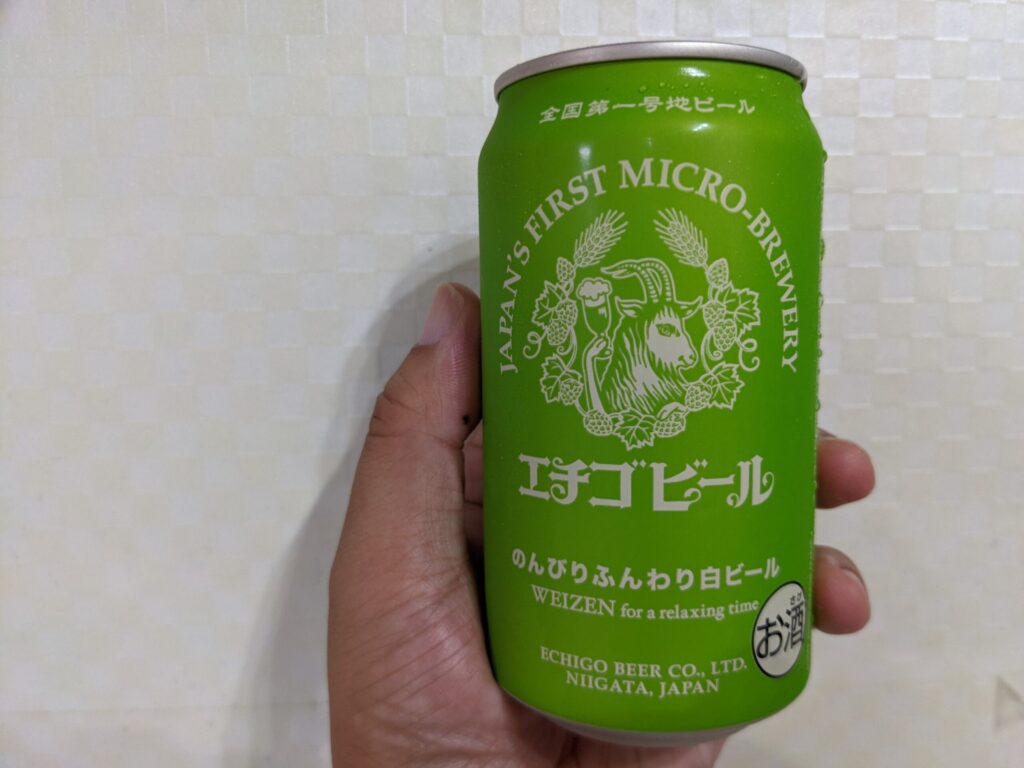 全国第一号地ビール
JAPAN'S FIRST MICRO-BREWERY
エチゴビール
のんびりふんわり白ビール
WEIZEN for a relaxing time
さけ
お酒
ECHIGO BEER CO., LTD.
NIIGATA, JAPAN